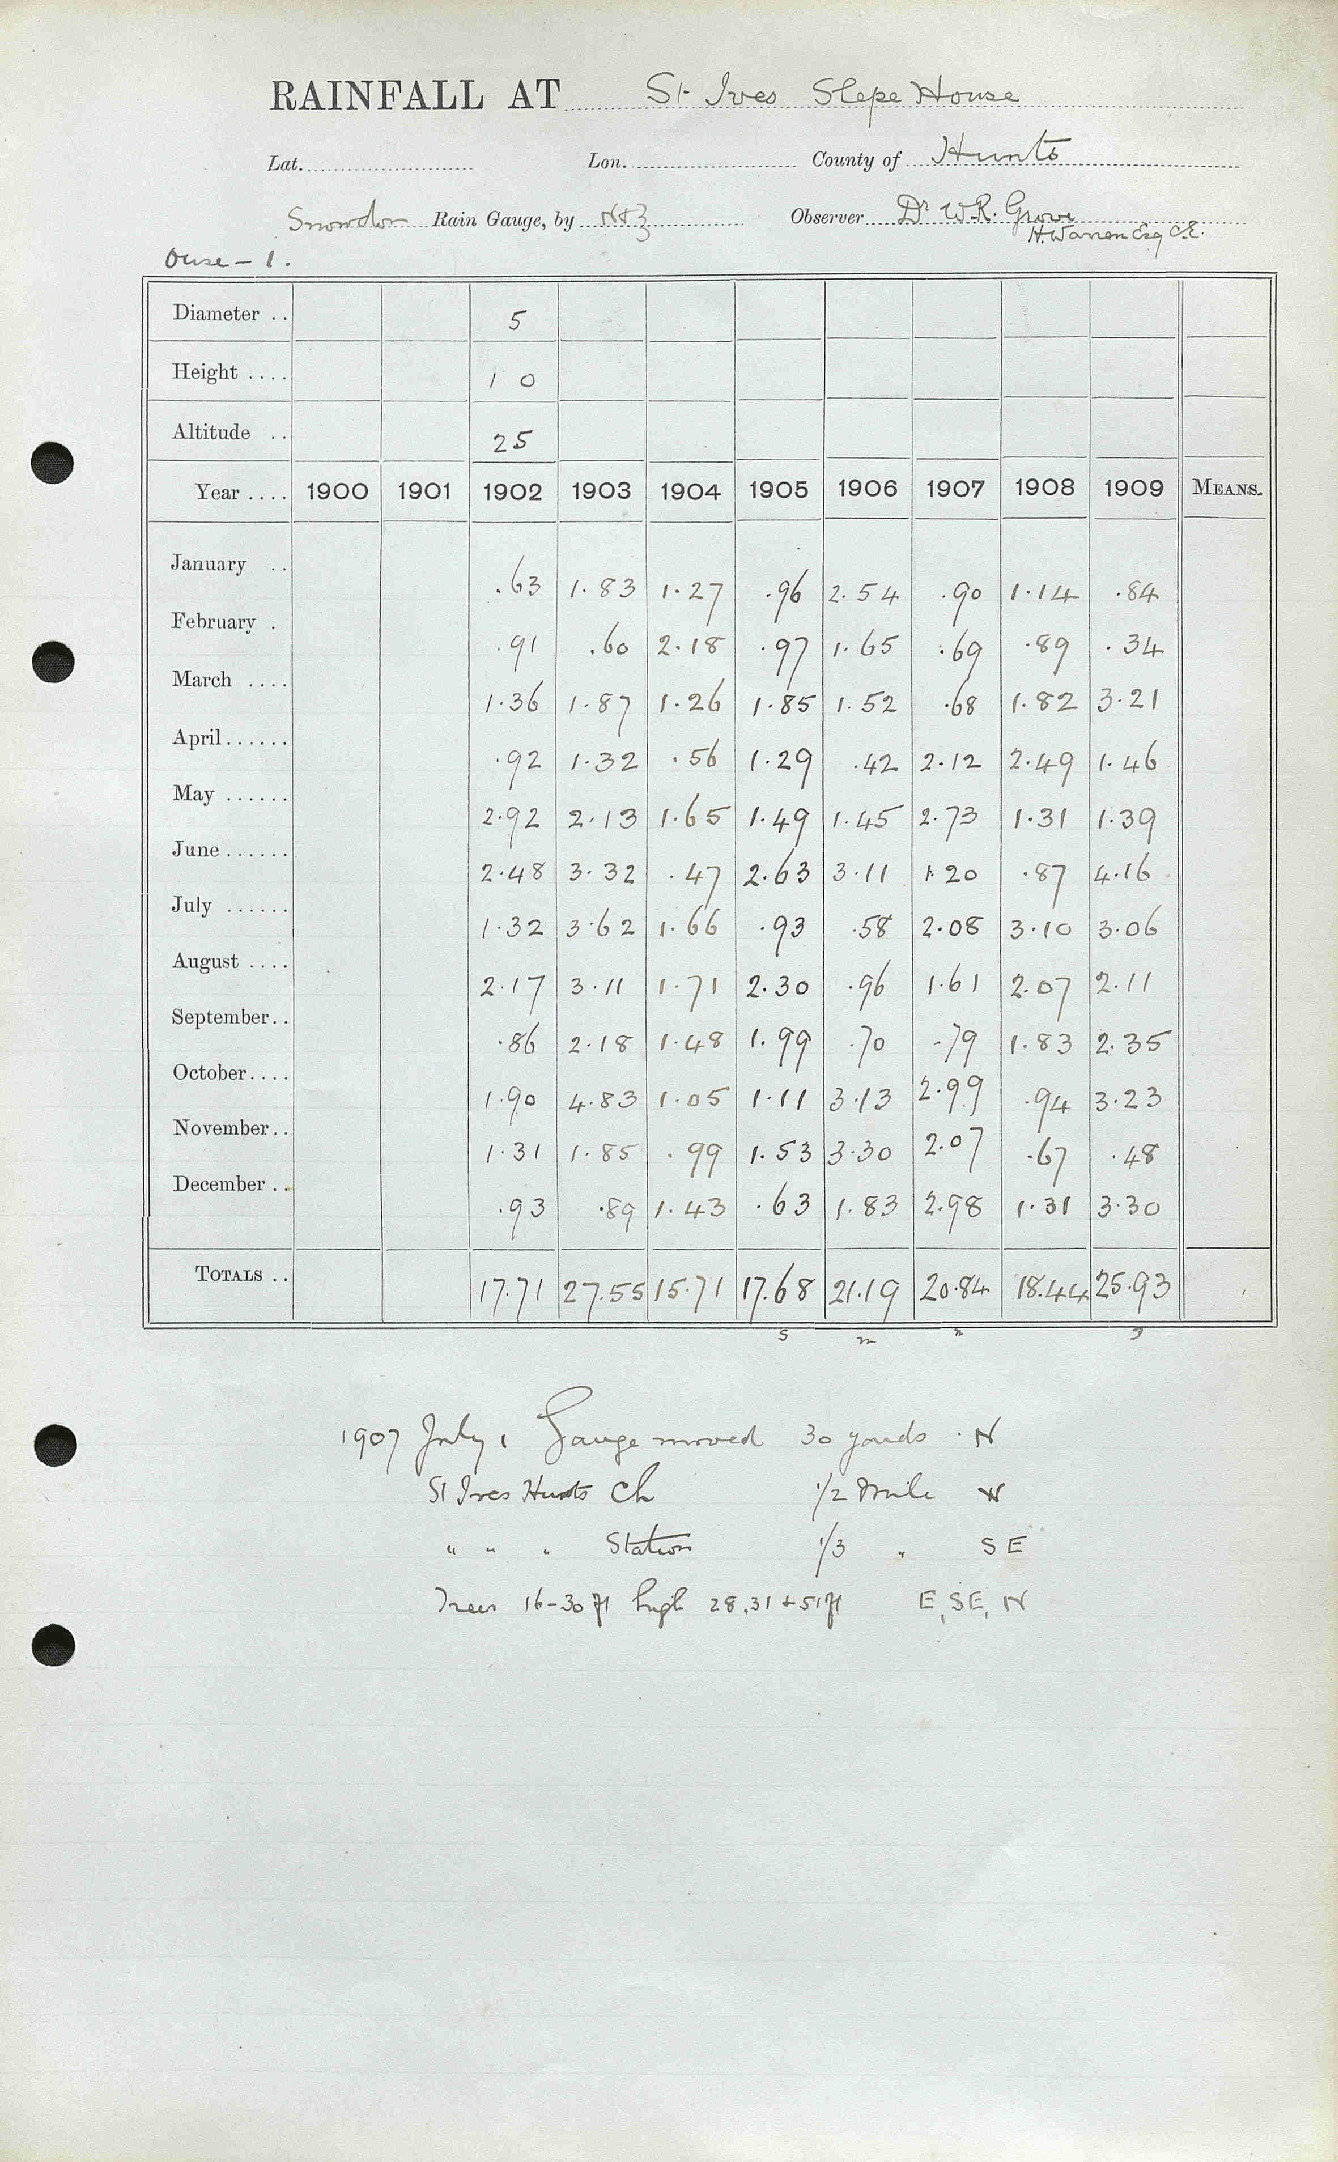 RAINFALL AT St Ives Slepe House
Lat. Lon. County of Hunts
Snowdon Rain Gauge, by N&Z Observer Dr W.R. Grove
H. Warren Esq C.E.
Ouse - 1.
Diameter .. 5
Height .... 1 0
Altitude .. 25
Year .... 1900 1901 1902 1903 1904 1905 1906 1907 1908 1909 MEANS.
January .. .63 1.83 1.27 .96 2.54 .90 1.14 .84
February . .91 .60 2.18 .97 1.65 .69 .89 .34
March .... 1.36 1.87 1.26 1.85 1.52 .68 1.82 3.21
April...... .92 1.32 .56 1.29 .42 2.12 2.49 1.46
May ...... 2.92 2.13 1.65 1.49 1.45 2.73 1.31 1.39
June...... 2.48 3.32 .47 2.63 3.11 1.20 .87 4.16
July ...... 1.32 3.62 1.66 .93 .58 2.08 3.10 3.06
August .... 2.17 3.11 1.71 2.30 .96 1.61 2.07 2.11
September.. .86 2.18 1.48 1.99 .70 .79 1.83 2.35
October.... 1.90 4.83 1.05 1.11 3.13 2.99 .94 3.23
November.. 1.31 1.85 .99 1.53 3.30 2.07 .67 .48
December .. .93 .89 1.43 .63 1.83 2.98 1.31 3.30
TOTALS .. 17.71 27.55 15.71 17.68 21.19 20.84 18.44 25.93
1907 July 1 Gauge moved 30 yards N
St Ives Hunts Ch 1/2 Mile W
" " " Station 1/3 " SE
Trees 16-30 ft high 28, 31 + 51 ft E, SE, N